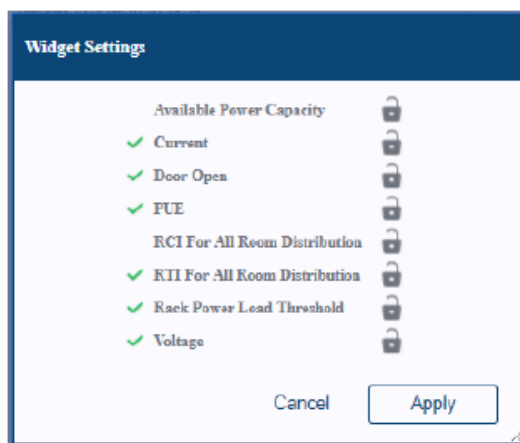 Widget Settings
Available Power Capacity
Current
Door Open
PUE
RCI For All Room Distribution
RTI For All Room Distribution
Rack Power Load Threshold
Voltage
Cancel Apply